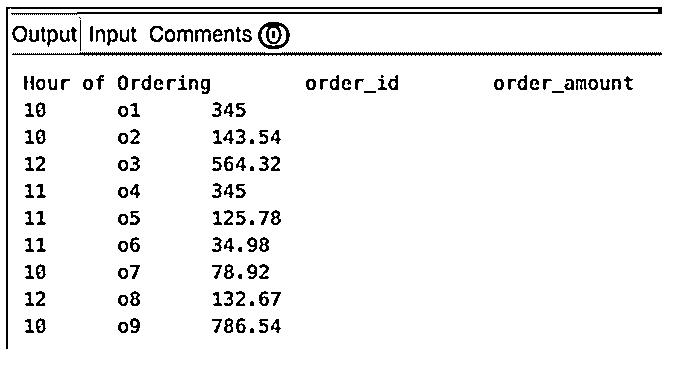 Output Input Comments 0
Hour of Ordering order_id order_amount
10 o1 345
10 o2 143.54
12 o3 564.32
11 o4 345
11 o5 125.78
11 o6 34.98
10 o7 78.92
12 o8 132.67
10 o9 786.54